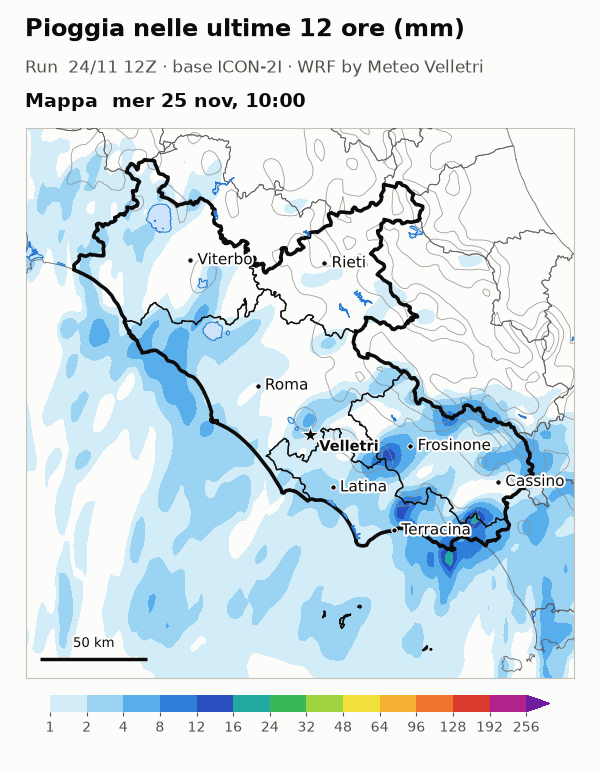 Pioggia nelle ultime 12 ore (mm)
Run  24/11 12Z · base ICON-2I · WRF by Meteo Velletri
Mappa  mer 25 nov, 10:00
Viterbo
Rieti
Roma
Velletri
Frosinone
Latina
Cassino
Terracina
50 km
1 2 4 8 12 16 24 32 48 64 96 128 192 256